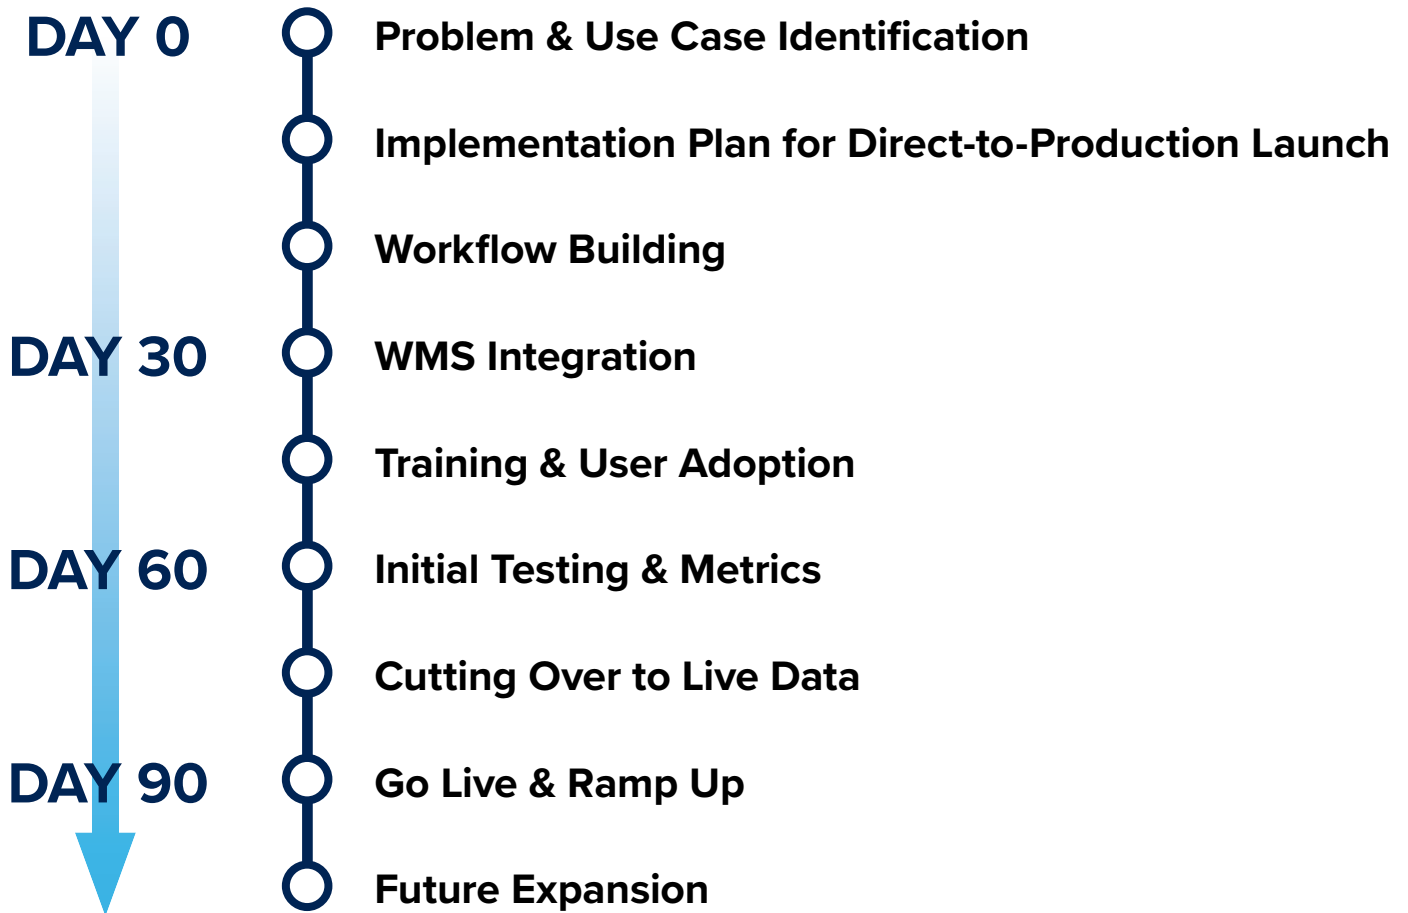 DAY 0
Problem & Use Case Identification
Implementation Plan for Direct-to-Production Launch
Workflow Building
DAY 30
WMS Integration
Training & User Adoption
DAY 60
Initial Testing & Metrics
Cutting Over to Live Data
DAY 90
Go Live & Ramp Up
Future Expansion